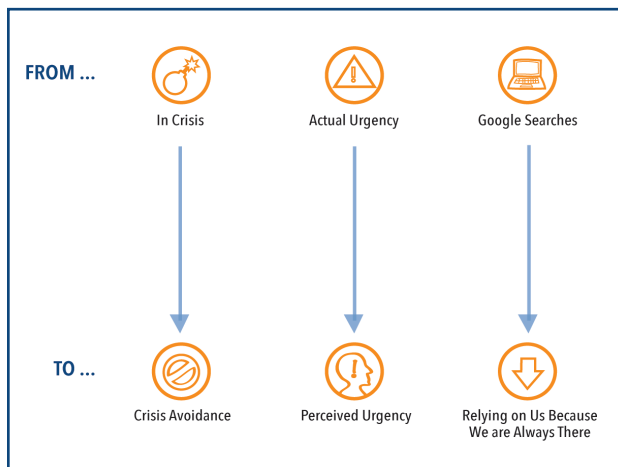 FROM ...
In Crisis
Actual Urgency
Google Searches
TO ...
Crisis Avoidance
Perceived Urgency
Relying on Us Because
We are Always There